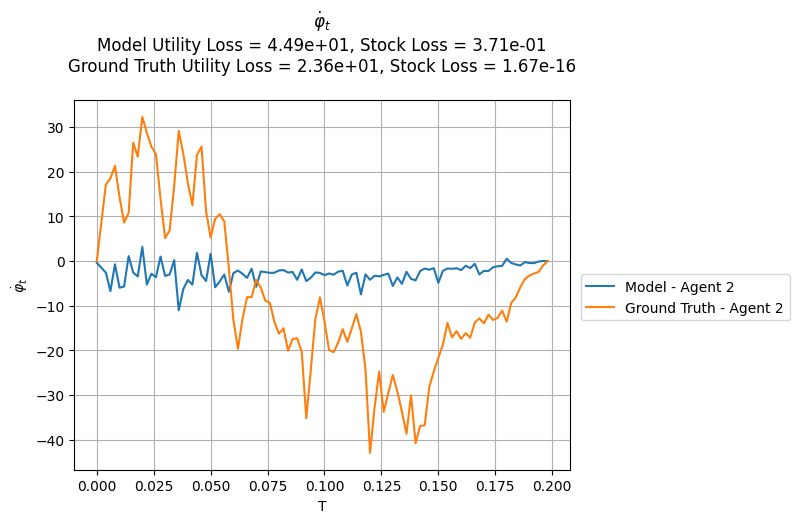 φ̇ₜ
Model Utility Loss = 4.49e+01, Stock Loss = 3.71e-01
Ground Truth Utility Loss = 2.36e+01, Stock Loss = 1.67e-16
30
20
10
0
−10
−20
−30
−40
φ̇ₜ
0.000 0.025 0.050 0.075 0.100 0.125 0.150 0.175 0.200
T
Model - Agent 2
Ground Truth - Agent 2